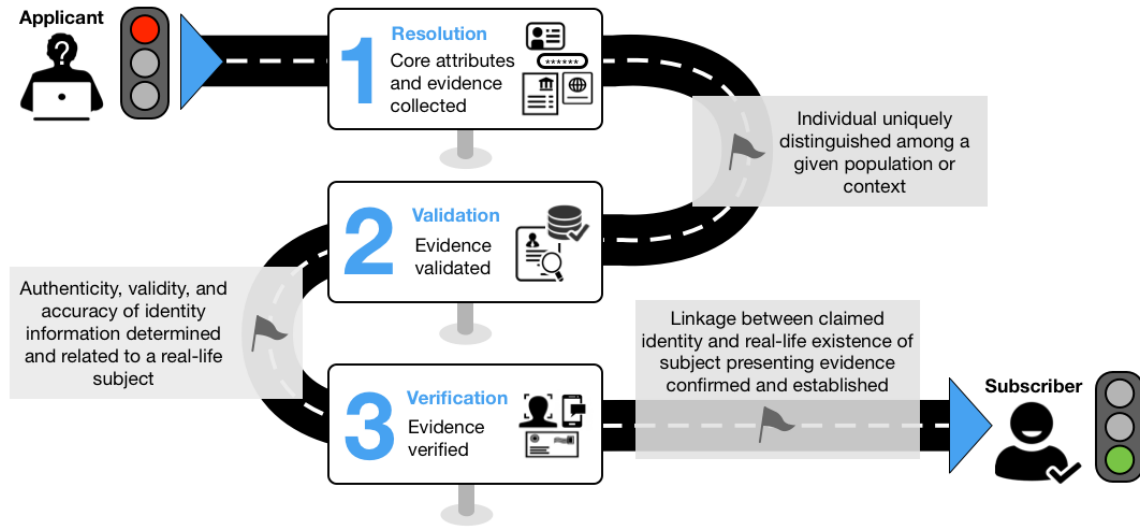 Applicant
?
1
Resolution
Core attributes
and evidence
collected
******
Individual uniquely
distinguished among a
given population or
context
2
Validation
Evidence
validated
Authenticity, validity, and
accuracy of identity
information determined
and related to a real-life
subject
3
Verification
Evidence
verified
Linkage between claimed
identity and real-life existence of
subject presenting evidence
confirmed and established
Subscriber